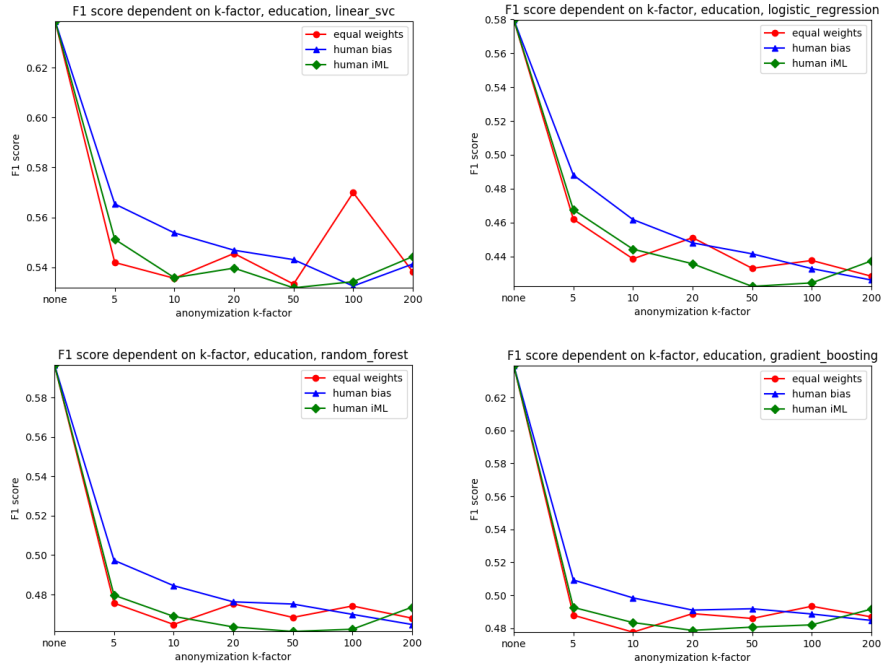 F1 score dependent on k-factor, education, linear_svc
equal weights
human bias
human iML
0.62
0.60
0.58
0.56
0.54
F1 score
none 5 10 20 50 100 200
anonymization k-factor
F1 score dependent on k-factor, education, logistic_regression
equal weights
human bias
human iML
0.58
0.56
0.54
0.52
0.50
0.48
0.46
0.44
F1 score
none 5 10 20 50 100 200
anonymization k-factor
F1 score dependent on k-factor, education, random_forest
equal weights
human bias
human iML
0.58
0.56
0.54
0.52
0.50
0.48
F1 score
none 5 10 20 50 100 200
anonymization k-factor
F1 score dependent on k-factor, education, gradient_boosting
equal weights
human bias
human iML
0.62
0.60
0.58
0.56
0.54
0.52
0.50
0.48
F1 score
none 5 10 20 50 100 200
anonymization k-factor